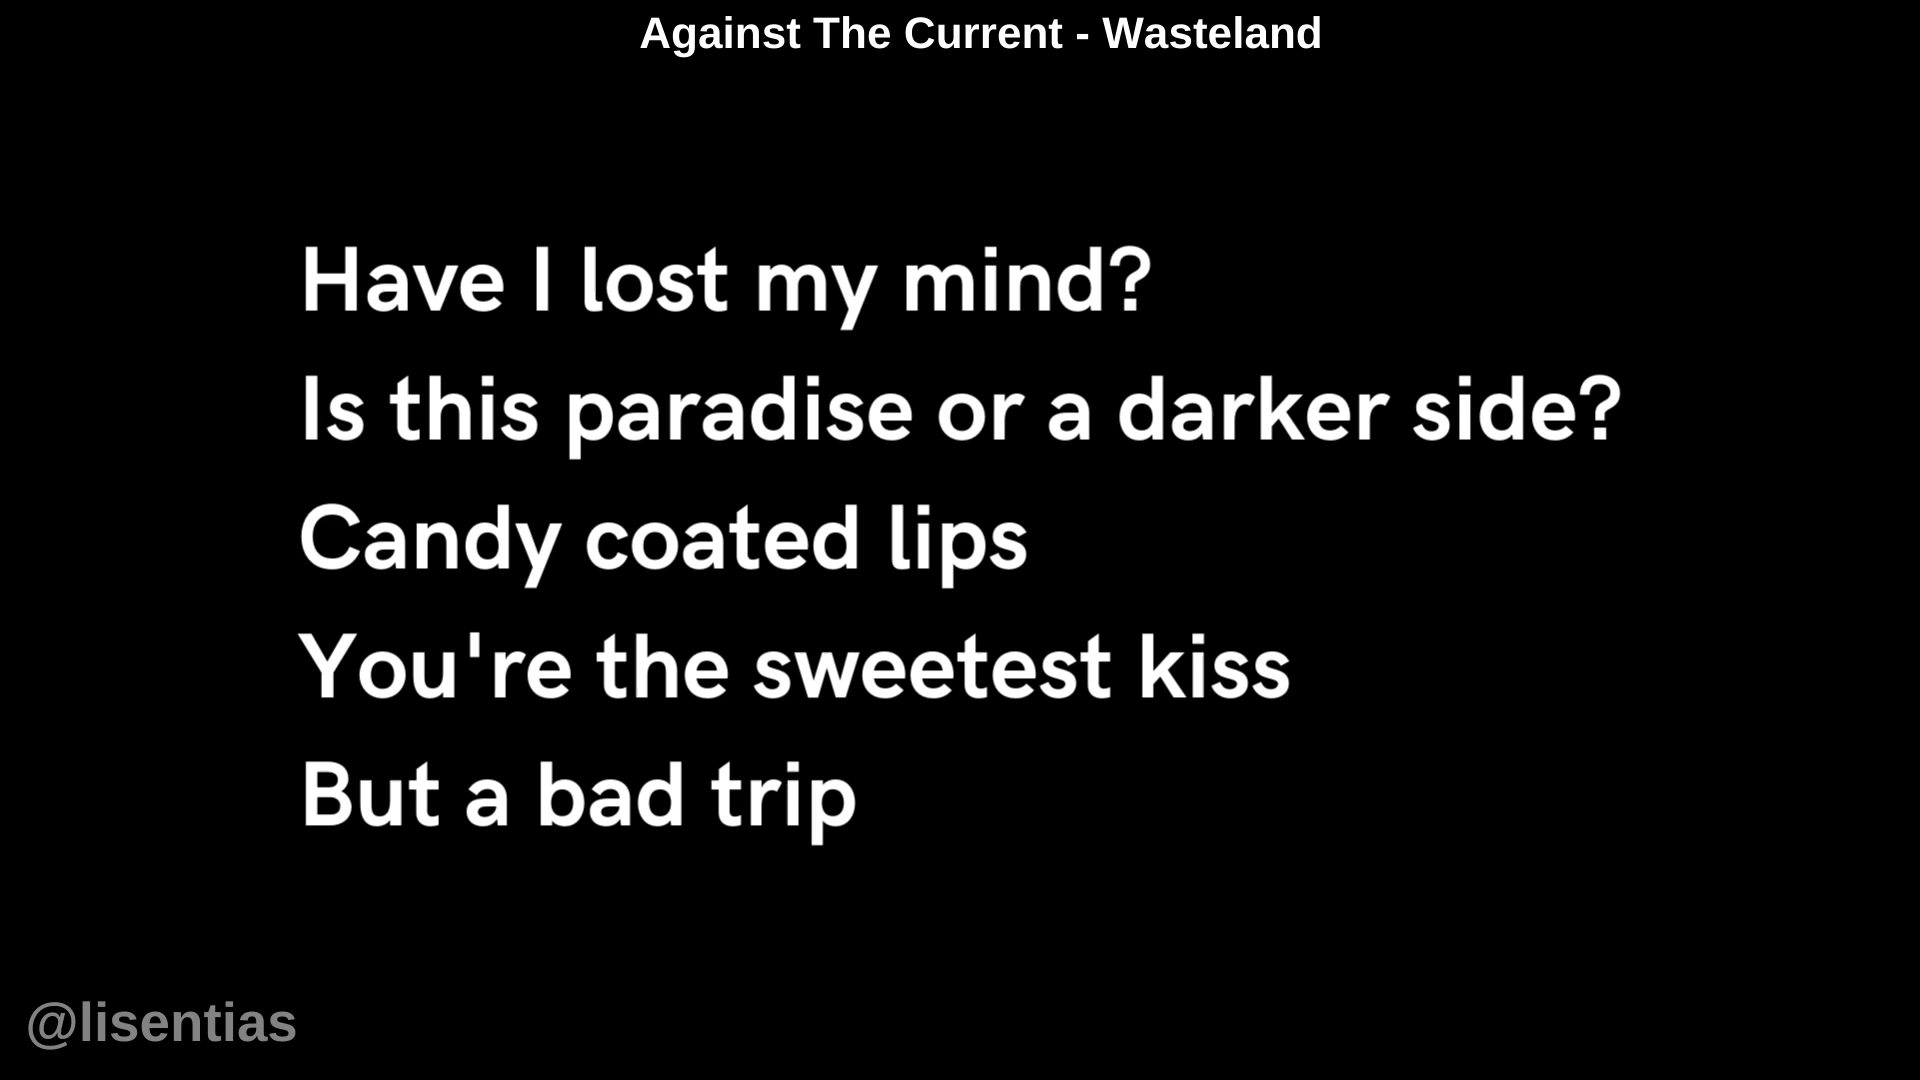 Against The Current - Wasteland
Have I lost my mind?
Is this paradise or a darker side?
Candy coated lips
You're the sweetest kiss
But a bad trip
@lisentias